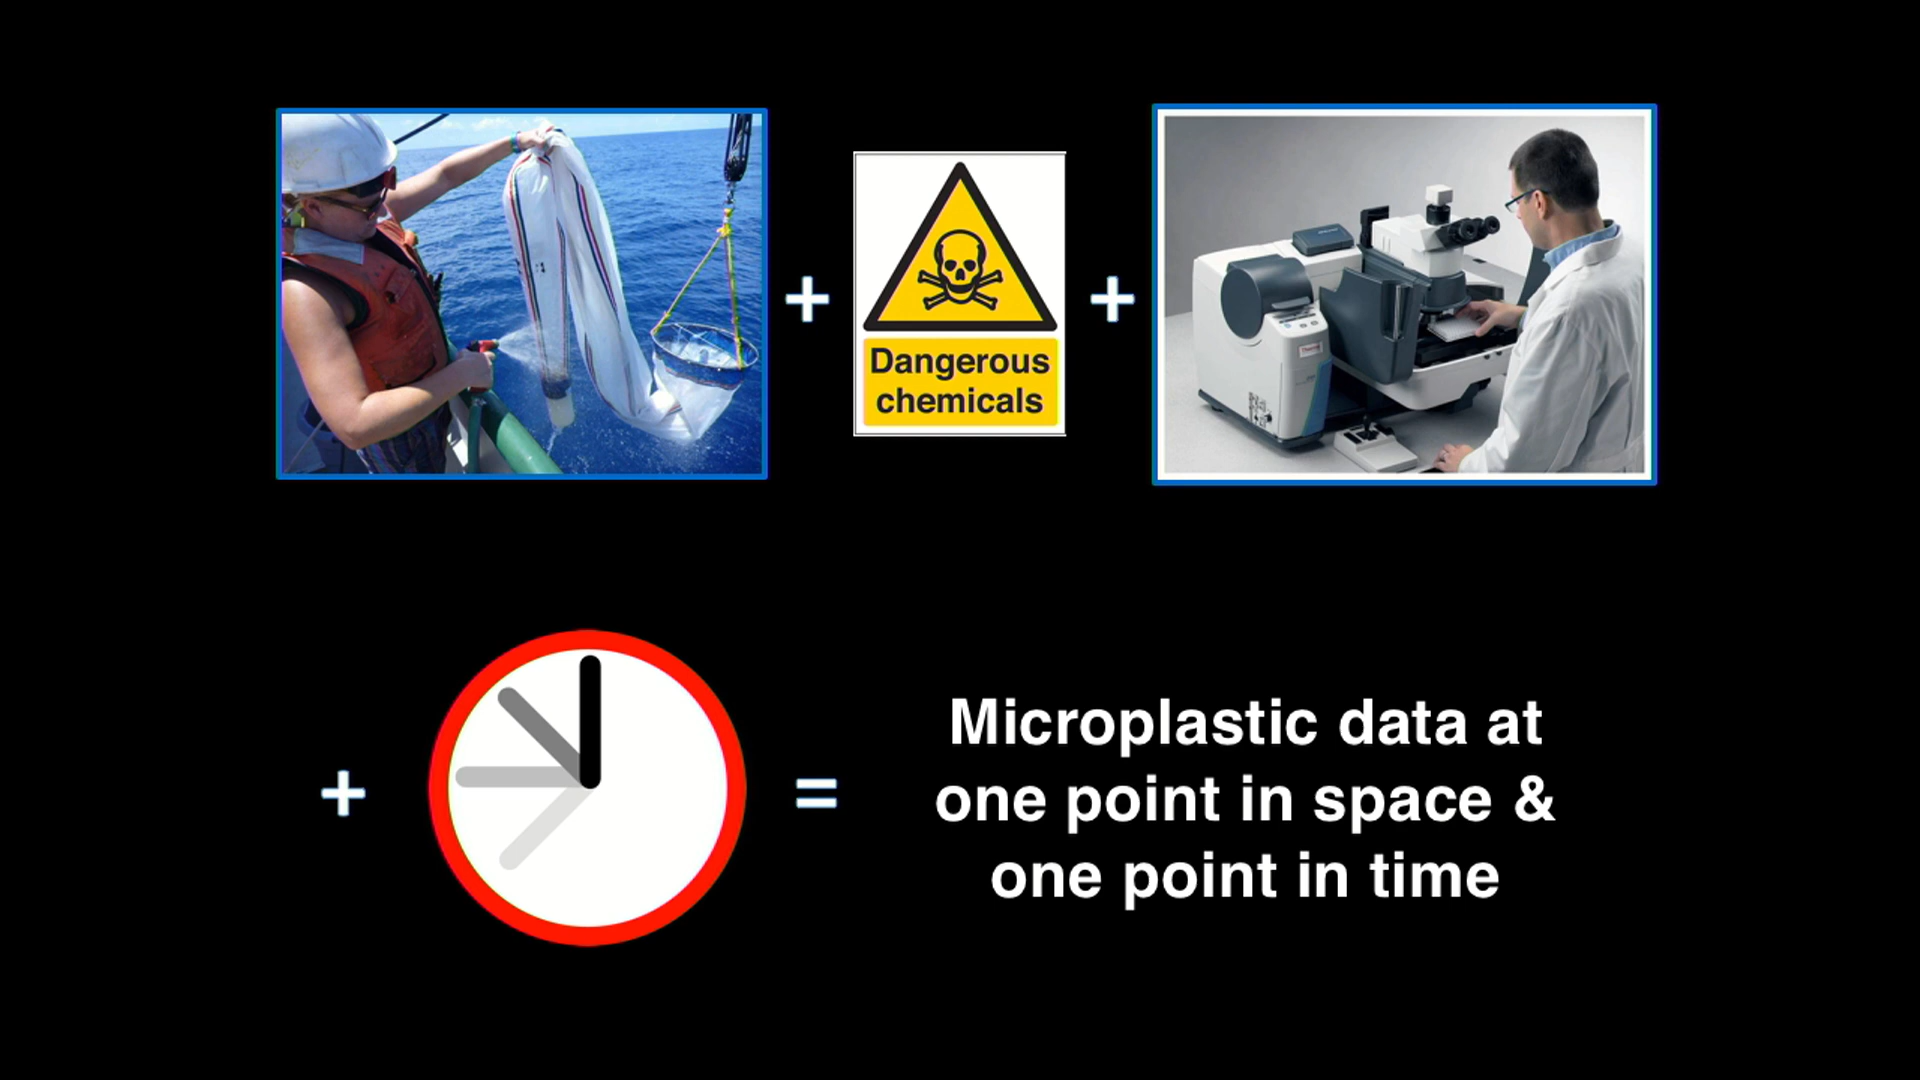 Dangerous
chemicals
Microplastic data at
one point in space &
one point in time